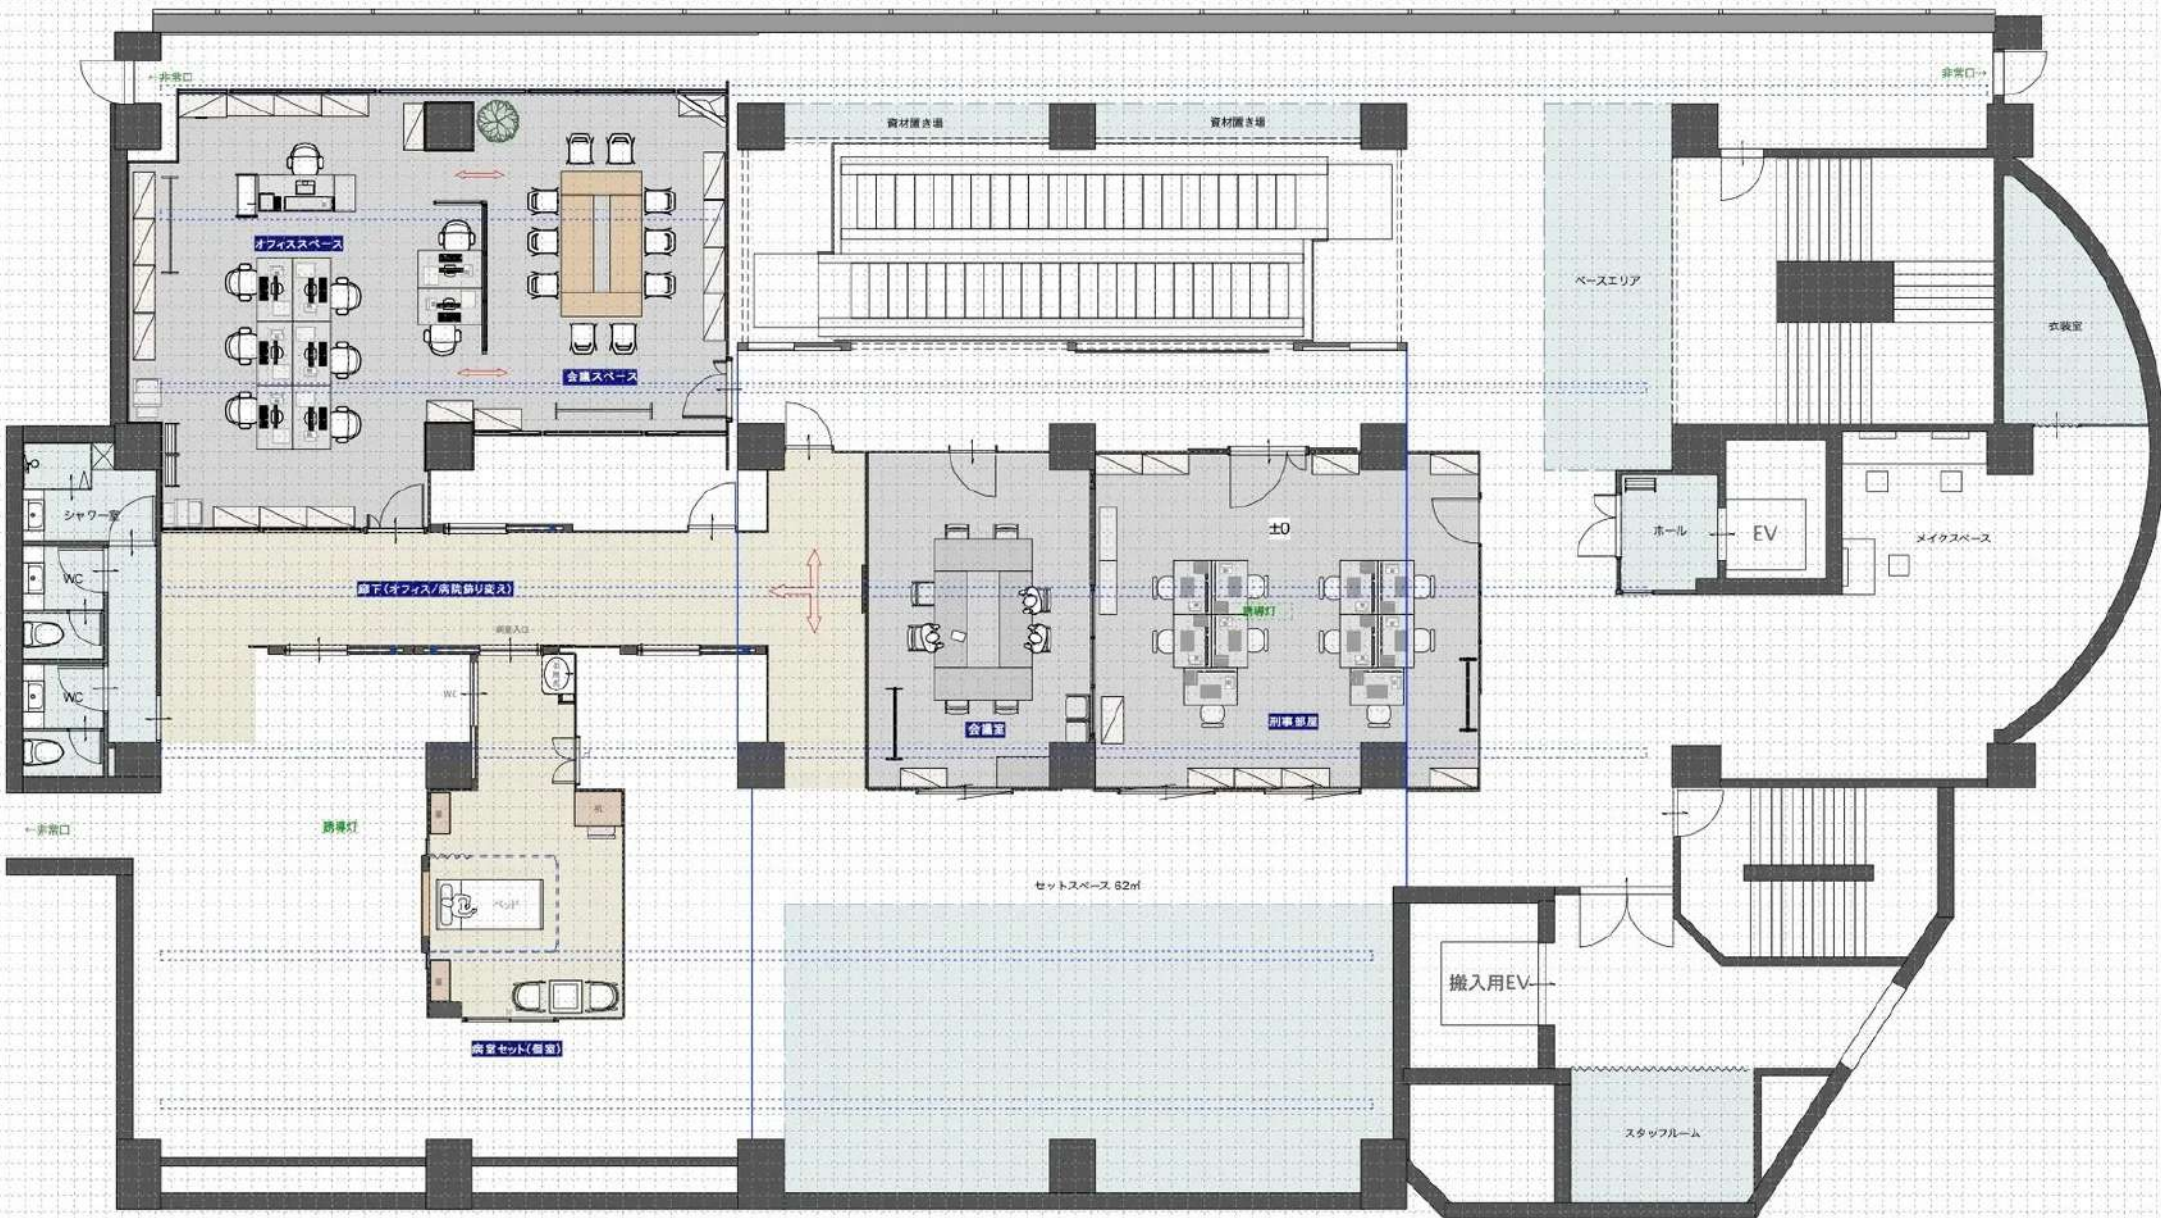 ←非常口
非常口→
資材置き場
資材置き場
オフィススペース
会議スペース
ベースエリア
衣装室
シャワー室
WC
WC
廊下(オフィス/病院飾り変え)
病室入口
±0
誘導灯
ホール
EV
メイクスペース
WC
会議室
刑事部屋
机
←非常口
誘導灯
ベッド
セットスペース 62㎡
搬入用EV
病室セット(個室)
スタッフルーム